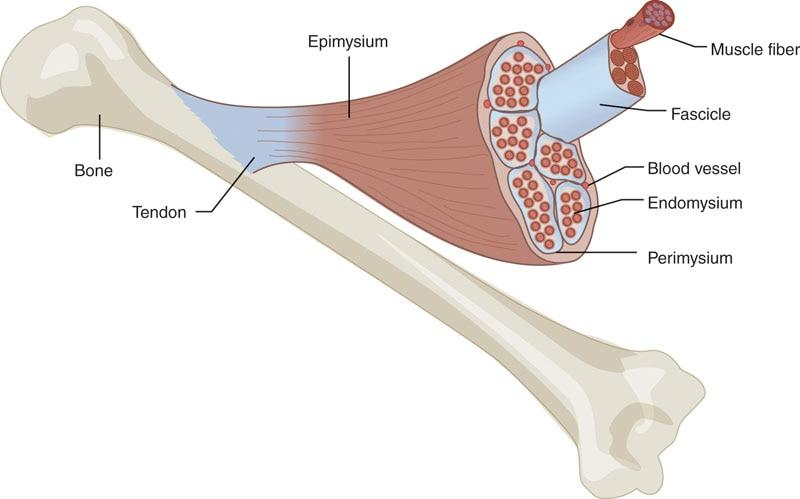 Epimysium
Muscle fiber
Fascicle
Bone
Blood vessel
Tendon
Endomysium
Perimysium